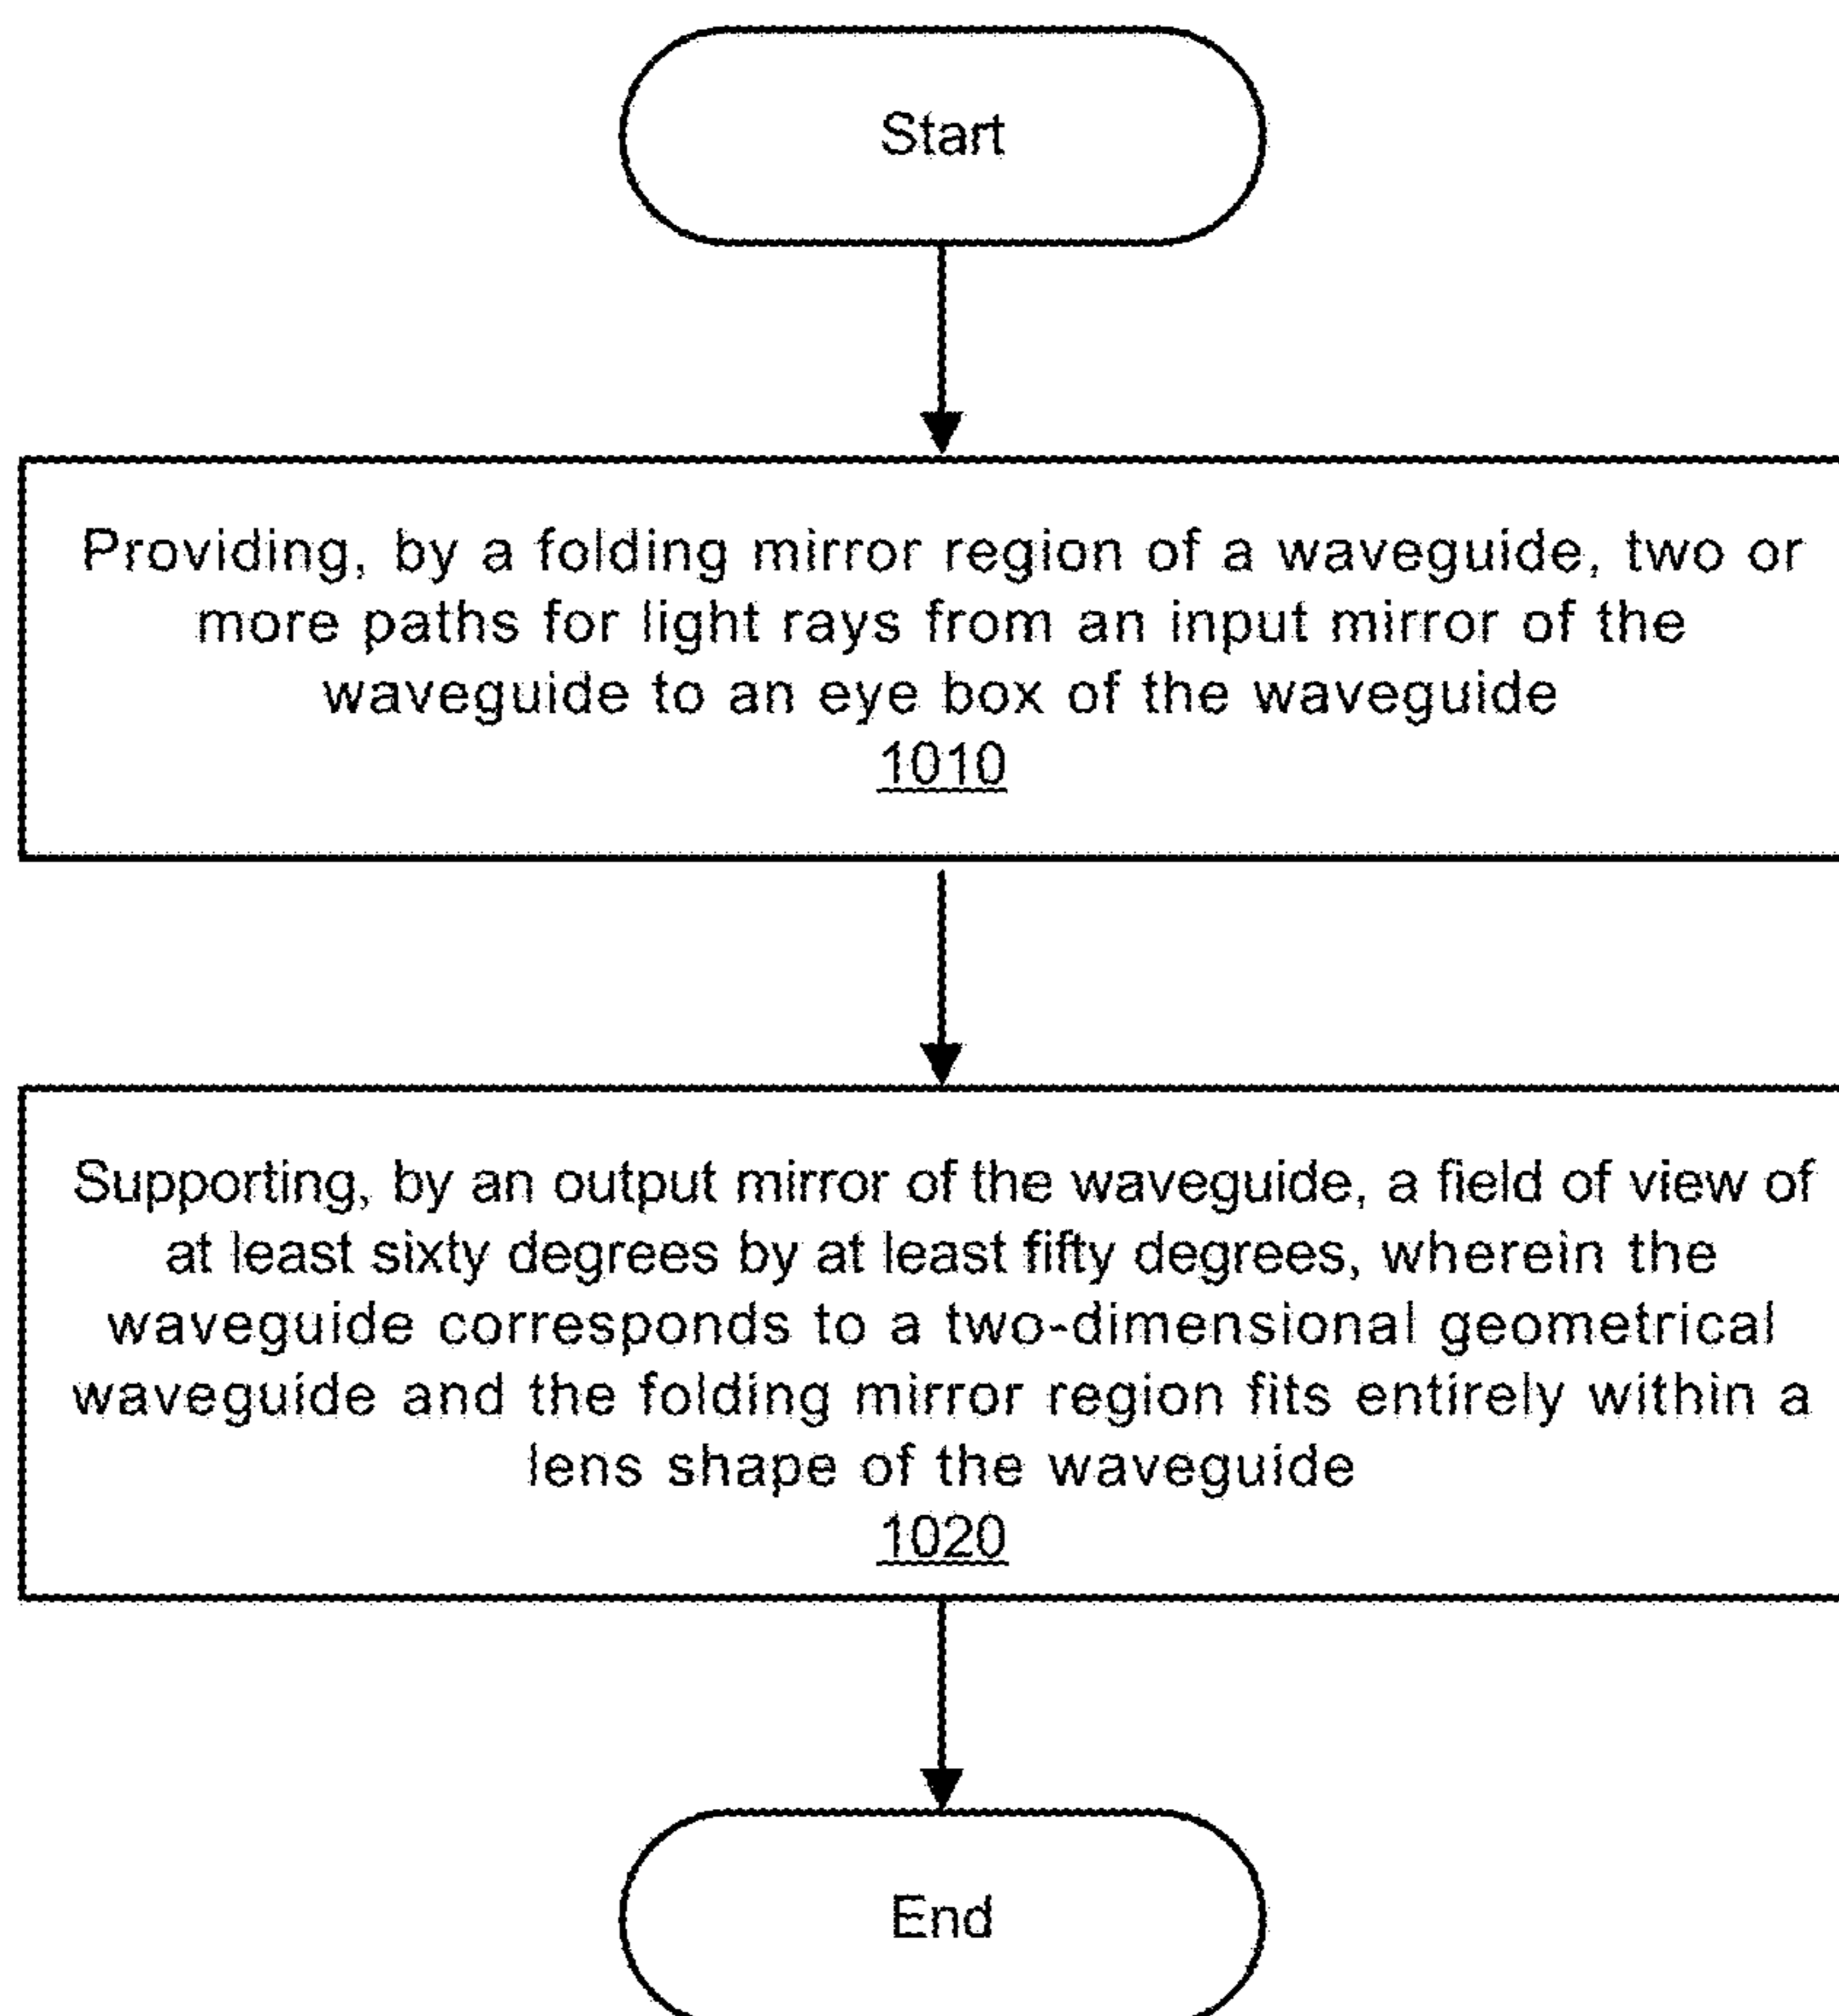 Start
Providing, by a folding mirror region of a waveguide, two or
more paths for light rays from an input mirror of the
waveguide to an eye box of the waveguide
1010
Supporting, by an output mirror of the waveguide, a field of view of
at least sixty degrees by at least fifty degrees, wherein the
waveguide corresponds to a two-dimensional geometrical
waveguide and the folding mirror region fits entirely within a
lens shape of the waveguide
1020
End